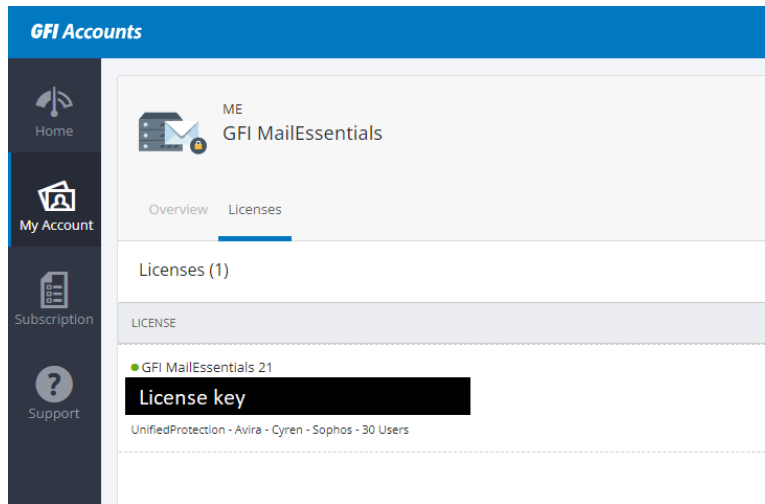 GFI Accounts
Home
My Account
Subscription
Support
ME
GFI MailEssentials
Overview Licenses
Licenses (1)
LICENSE
GFI MailEssentials 21
License key
UnifiedProtection - Avira - Cyren - Sophos - 30 Users